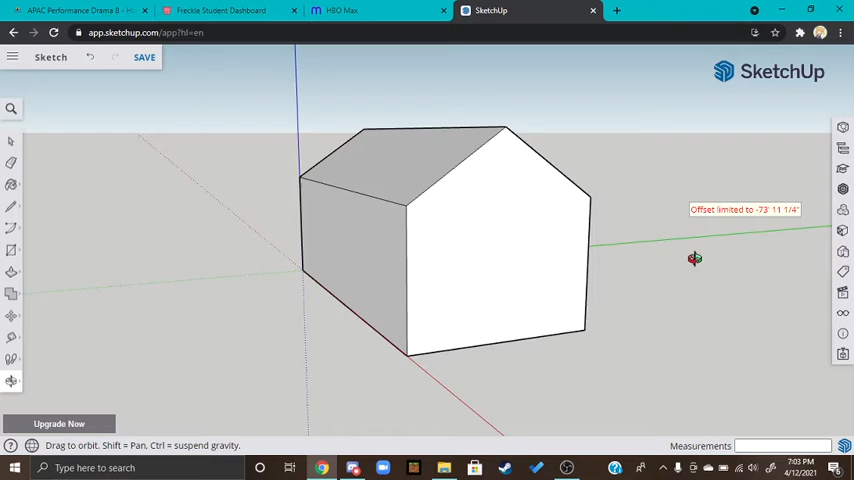 APAC Performance Drama B - Ho
Freckle Student Dashboard
HBO Max
SketchUp
app.sketchup.com/app?hl=en
Sketch
SAVE
SketchUp
Offset limited to -73' 11 1/4"
Upgrade Now
Drag to orbit. Shift = Pan, Ctrl = suspend gravity.
Measurements
Type here to search
7:03 PM
4/12/2021